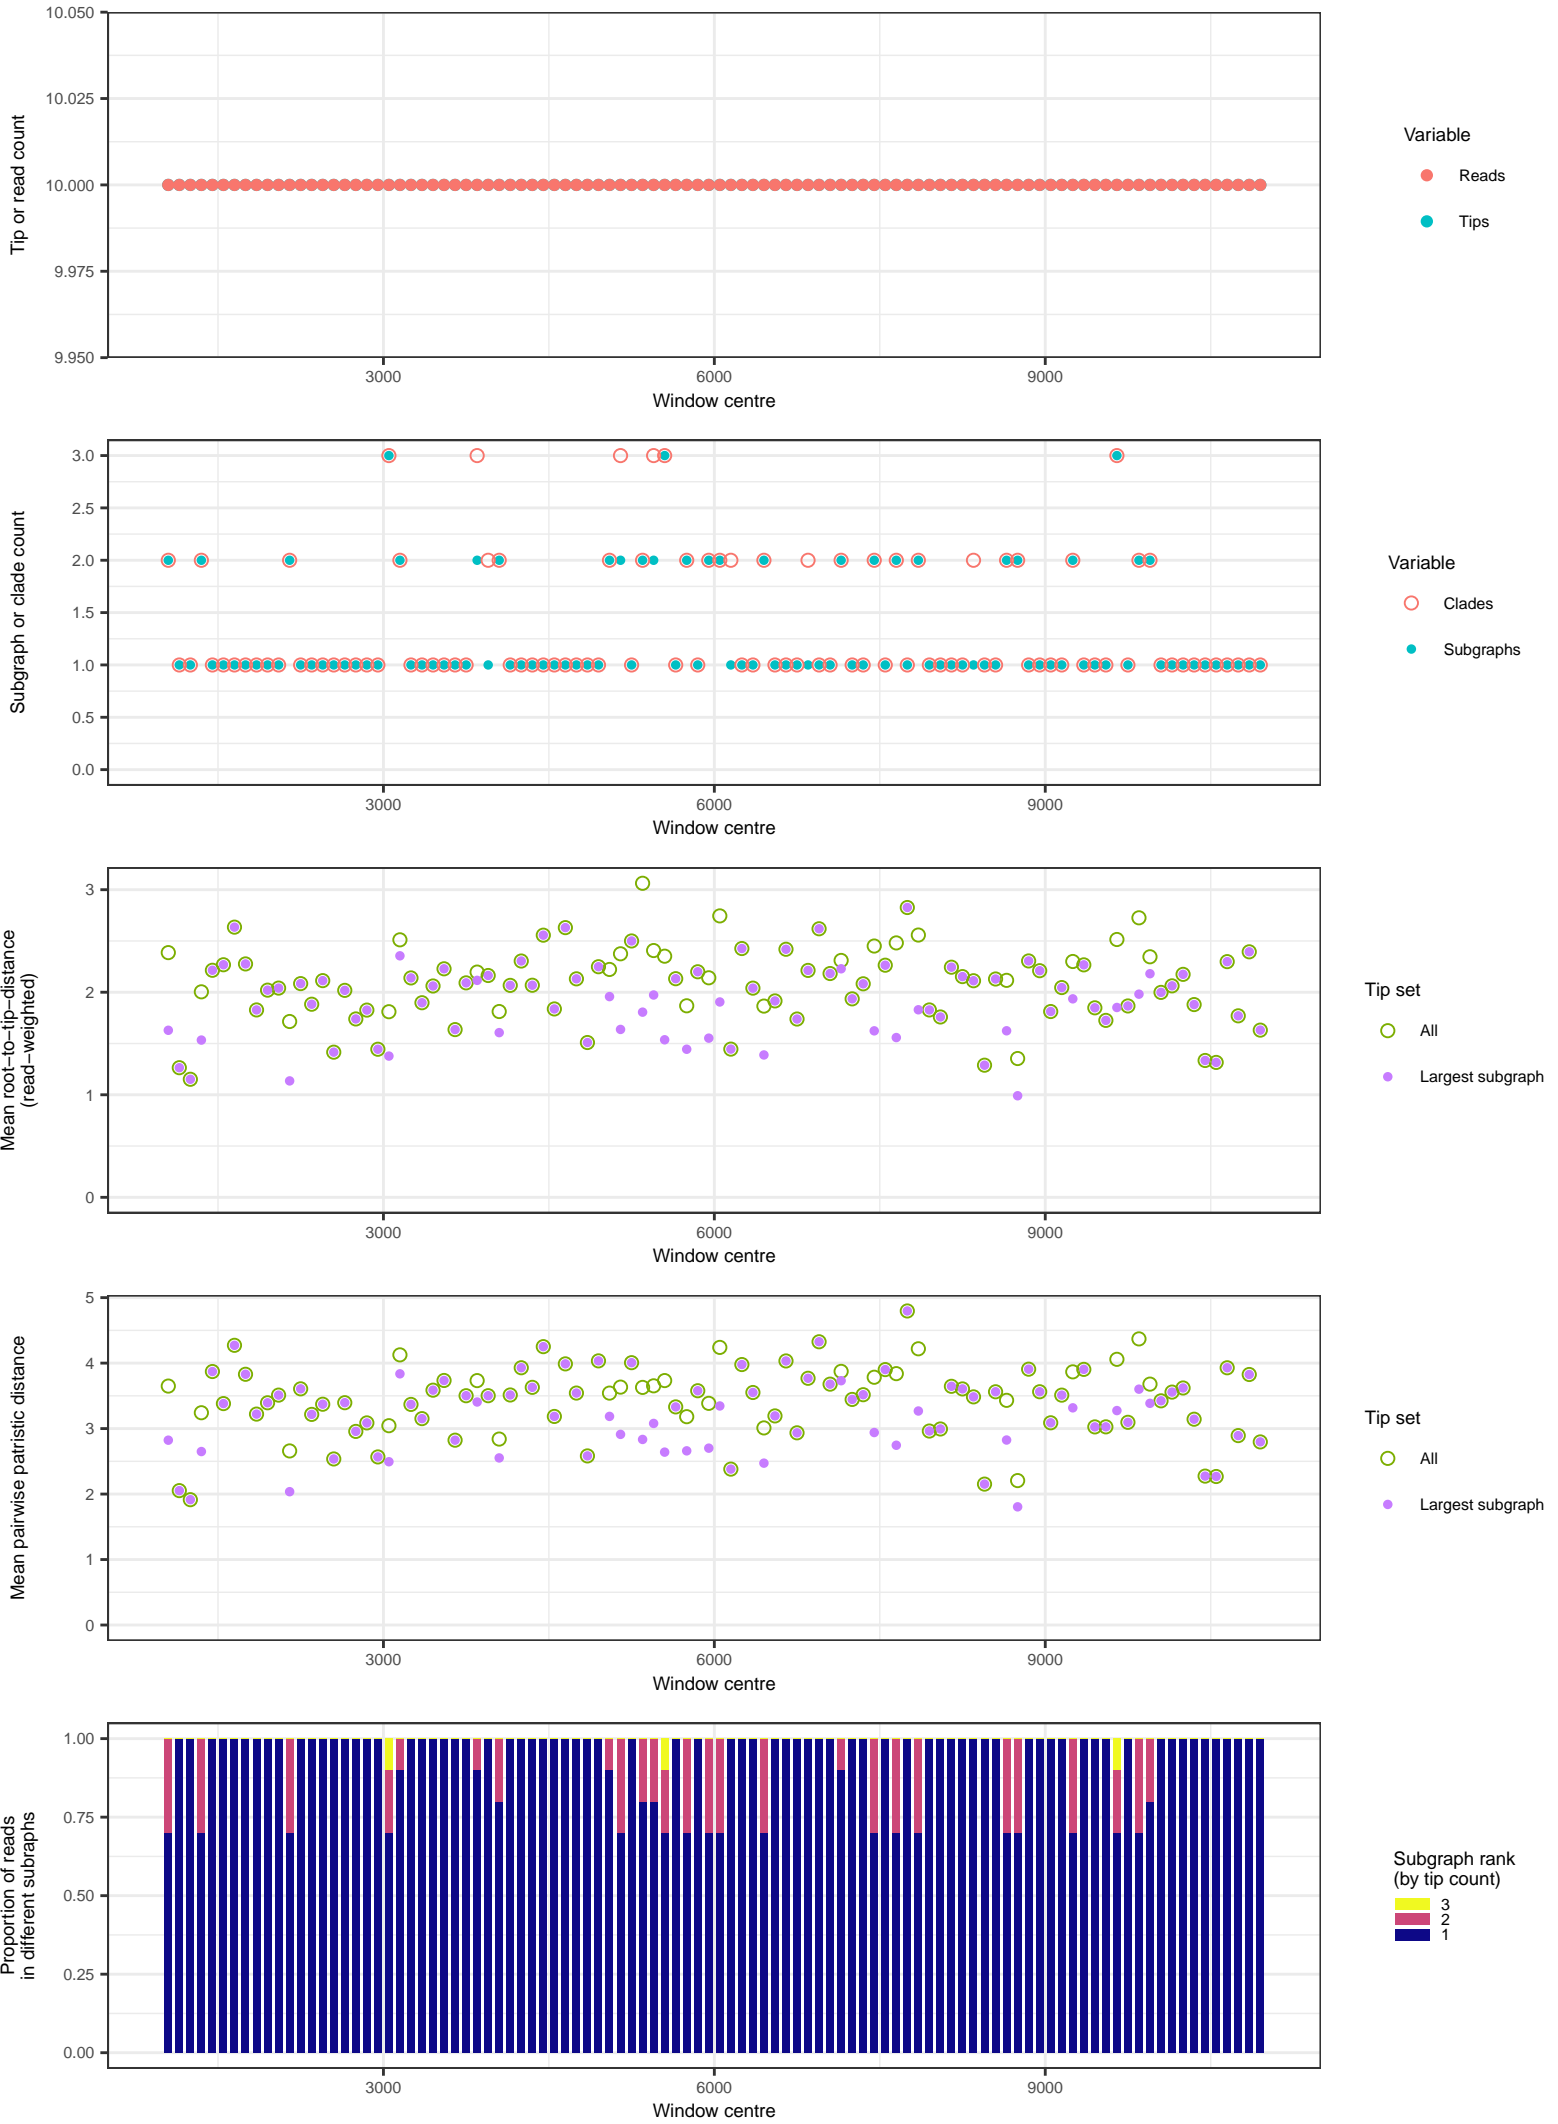 10.050
10.025
10.000
9.975
9.950
Tip or read count
3000 6000 9000
Window centre
Variable
Reads
Tips
3.0
2.5
2.0
1.5
1.0
0.5
0.0
Subgraph or clade count
3000 6000 9000
Window centre
Variable
Clades
Subgraphs
3
2
1
0
Mean root−to−tip−distance
(read−weighted)
3000 6000 9000
Window centre
Tip set
All
Largest subgraph
5
4
3
2
1
0
Mean pairwise patristic distance
3000 6000 9000
Window centre
Tip set
All
Largest subgraph
1.00
0.75
0.50
0.25
0.00
Proportion of reads
in different subraphs
3000 6000 9000
Window centre
Subgraph rank
(by tip count)
3
2
1